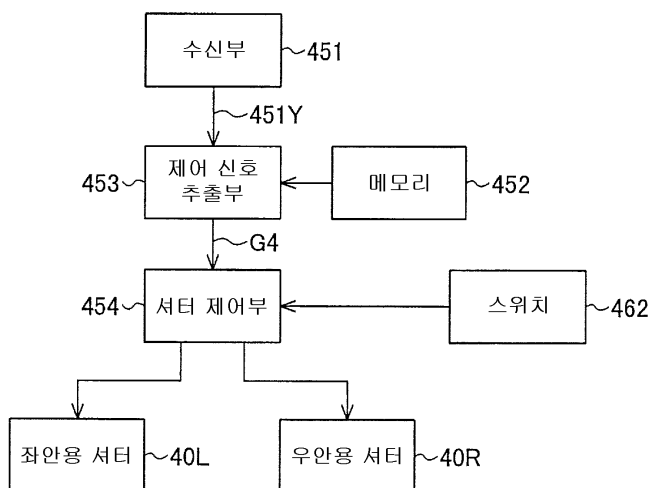 수신부
451
451Y
제어 신호
추출부
453
메모리
452
G4
셔터 제어부
454
스위치
462
좌안용 셔터
40L
우안용 셔터
40R